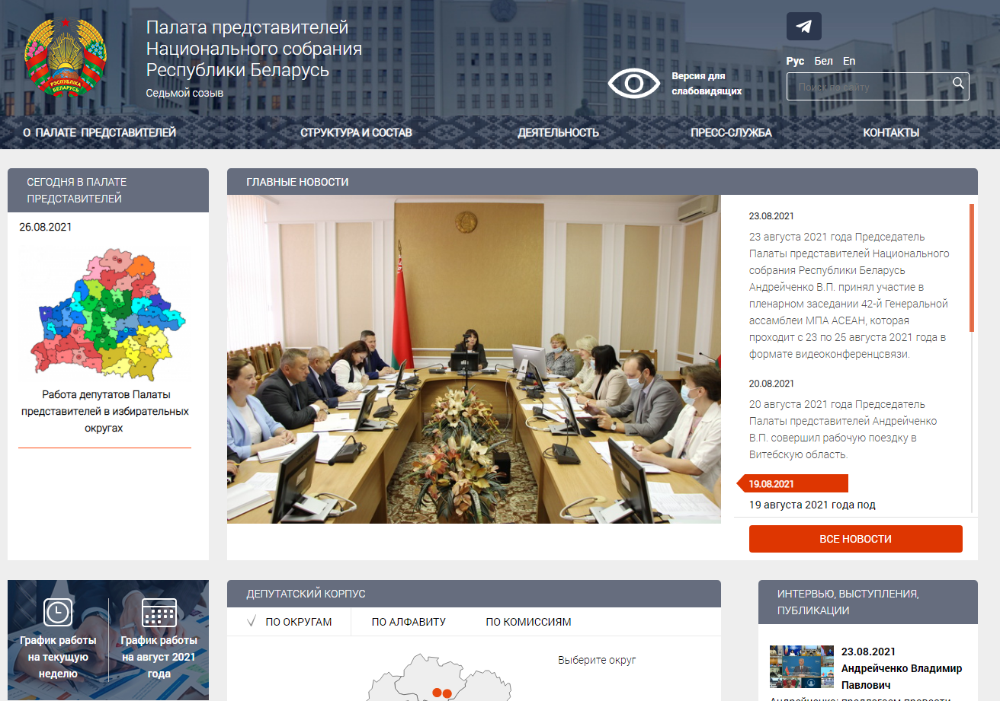 Палата представителей
Национального собрания
Республики Беларусь
Седьмой созыв
РЭСПУБЛІКА
БЕЛАРУСЬ
Версия для
слабовидящих
Рус Бел En
Поиск по сайту
О ПАЛАТЕ ПРЕДСТАВИТЕЛЕЙ
СТРУКТУРА И СОСТАВ
ДЕЯТЕЛЬНОСТЬ
ПРЕСС-СЛУЖБА
КОНТАКТЫ
СЕГОДНЯ В ПАЛАТЕ
ПРЕДСТАВИТЕЛЕЙ
26.08.2021
Работа депутатов Палаты
представителей в избирательных
округах
ГЛАВНЫЕ НОВОСТИ
23.08.2021
23 августа 2021 года Председатель
Палаты представителей Национального
собрания Республики Беларусь
Андрейченко В.П. принял участие в
пленарном заседании 42-й Генеральной
ассамблеи МПА АСЕАН, которая
проходит с 23 по 25 августа 2021 года в
формате видеоконференцсвязи.
20.08.2021
20 августа 2021 года Председатель
Палаты представителей Андрейченко
В.П. совершил рабочую поездку в
Витебскую область.
19.08.2021
19 августа 2021 года под
ВСЕ НОВОСТИ
График работы
на текущую
неделю
График работы
на август 2021
года
ДЕПУТАТСКИЙ КОРПУС
ПО ОКРУГАМ
ПО АЛФАВИТУ
ПО КОМИССИЯМ
Выберите округ
ИНТЕРВЬЮ, ВЫСТУПЛЕНИЯ,
ПУБЛИКАЦИИ
23.08.2021
Андрейченко Владимир
Павлович
Андрейченко: предлагаем провести